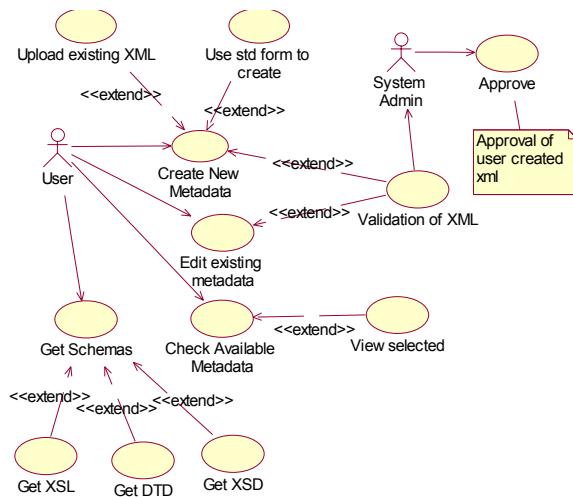 Upload existing XML
Use std form to
create
System
Admin
Approve
<<extend>>
<<extend>>
User
Create New
Metadata
<<extend>>
Approval of
user created
xml
Validation of XML
<<extend>>
Edit existing
metadata
Get Schemas
Check Available
Metadata
<<extend>>
View selected
<<extend>>
<<extend>>
<<extend>>
Get XSL
Get DTD
Get XSD